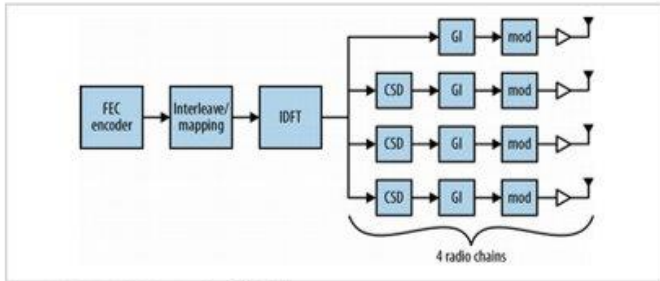 GI mod
FEC encoder
Interleave/ mapping
IDFT
CSD GI mod
CSD GI mod
CSD GI mod
4 radio chains